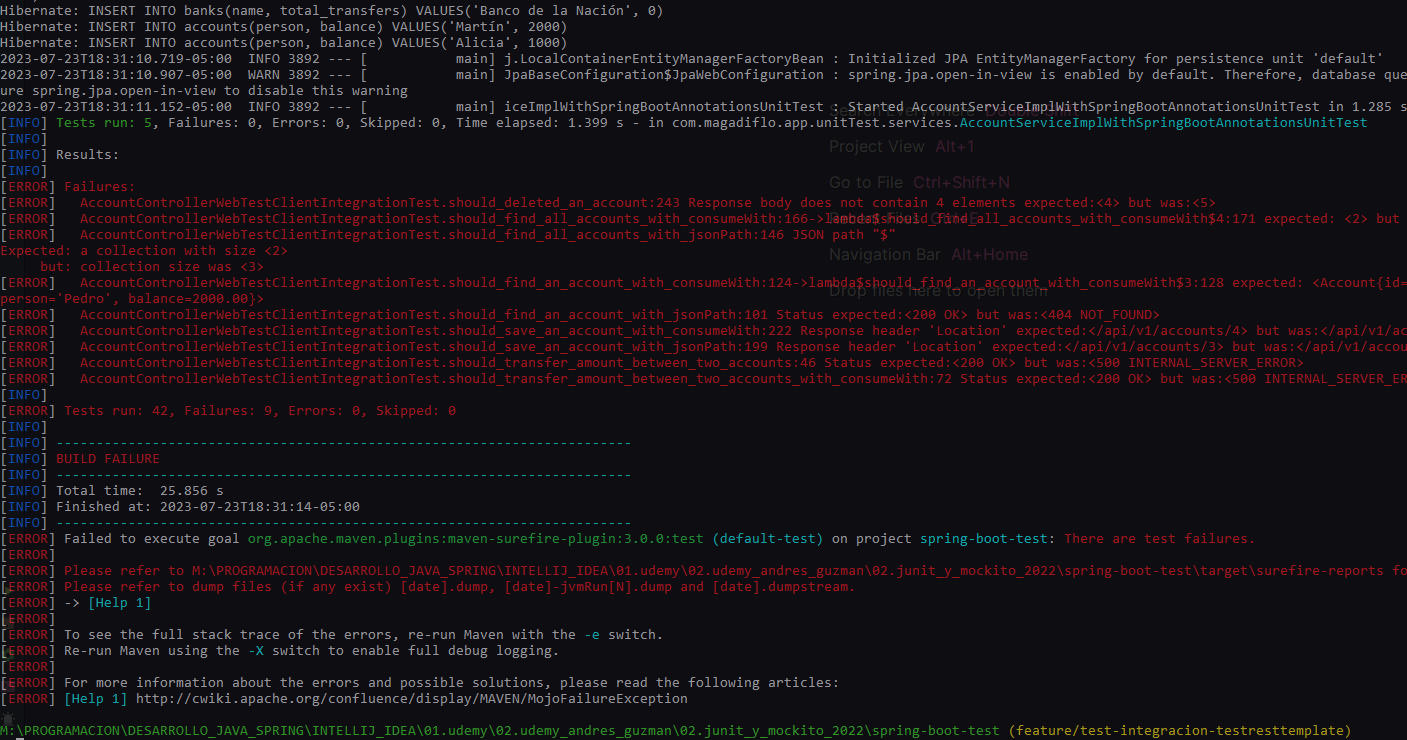 Hibernate: INSERT INTO banks(name, total_transfers) VALUES('Banco de la Nación', 0)
Hibernate: INSERT INTO accounts(person, balance) VALUES('Martín', 2000)
Hibernate: INSERT INTO accounts(person, balance) VALUES('Alicia', 1000)
2023-07-23T18:31:10.719-05:00  INFO 3892 --- [           main] j.LocalContainerEntityManagerFactoryBean : Initialized JPA EntityManagerFactory for persistence unit 'default'
2023-07-23T18:31:10.907-05:00  WARN 3892 --- [           main] JpaBaseConfiguration$JpaWebConfiguration : spring.jpa.open-in-view is enabled by default. Therefore, database que
ure spring.jpa.open-in-view to disable this warning
2023-07-23T18:31:11.152-05:00  INFO 3892 --- [           main] iceImplWithSpringBootAnnotationsUnitTest : Started AccountServiceImplWithSpringBootAnnotationsUnitTest in 1.285 s
Search Everywhere  Double Shift
[INFO] Tests run: 5, Failures: 0, Errors: 0, Skipped: 0, Time elapsed: 1.399 s - in com.magadiflo.app.unitTest.services.AccountServiceImplWithSpringBootAnnotationsUnitTest
[INFO]
Project View  Alt+1
[INFO] Results:
[INFO]
Go to File  Ctrl+Shift+N
[ERROR] Failures:
[ERROR]   AccountControllerWebTestClientIntegrationTest.should_deleted_an_account:243 Response body does not contain 4 elements expected:<4> but was:<5>
[ERROR]   AccountControllerWebTestClientIntegrationTest.should_find_all_accounts_with_consumeWith:166->lambda$should_find_all_accounts_with_consumeWith$4:171 expected: <2> but
[ERROR]   AccountControllerWebTestClientIntegrationTest.should_find_all_accounts_with_jsonPath:146 JSON path "$"
Expected: a collection with size <2>
Navigation Bar  Alt+Home
     but: collection size was <3>
[ERROR]   AccountControllerWebTestClientIntegrationTest.should_find_an_account_with_consumeWith:124->lambda$should_find_an_account_with_consumeWith$3:128 expected: <Account{id=
Drop files here to open them
person='Pedro', balance=2000.00}>
[ERROR]   AccountControllerWebTestClientIntegrationTest.should_find_an_account_with_jsonPath:101 Status expected:<200 OK> but was:<404 NOT_FOUND>
[ERROR]   AccountControllerWebTestClientIntegrationTest.should_save_an_account_with_consumeWith:222 Response header 'Location' expected:</api/v1/accounts/4> but was:</api/v1/ac
[ERROR]   AccountControllerWebTestClientIntegrationTest.should_save_an_account_with_jsonPath:199 Response header 'Location' expected:</api/v1/accounts/3> but was:</api/v1/accou
[ERROR]   AccountControllerWebTestClientIntegrationTest.should_transfer_amount_between_two_accounts:46 Status expected:<200 OK> but was:<500 INTERNAL_SERVER_ERROR>
[ERROR]   AccountControllerWebTestClientIntegrationTest.should_transfer_amount_between_two_accounts_with_consumeWith:72 Status expected:<200 OK> but was:<500 INTERNAL_SERVER_ER
[INFO]
[ERROR] Tests run: 42, Failures: 9, Errors: 0, Skipped: 0
[INFO]
[INFO] ------------------------------------------------------------------------
[INFO] BUILD FAILURE
[INFO] ------------------------------------------------------------------------
[INFO] Total time:  25.856 s
[INFO] Finished at: 2023-07-23T18:31:14-05:00
[INFO] ------------------------------------------------------------------------
[ERROR] Failed to execute goal org.apache.maven.plugins:maven-surefire-plugin:3.0.0:test (default-test) on project spring-boot-test: There are test failures.
[ERROR]
[ERROR] Please refer to M:\PROGRAMACION\DESARROLLO_JAVA_SPRING\INTELLIJ_IDEA\01.udemy\02.udemy_andres_guzman\02.junit_y_mockito_2022\spring-boot-test\target\surefire-reports fo
[ERROR] Please refer to dump files (if any exist) [date].dump, [date]-jvmRun[N].dump and [date].dumpstream.
[ERROR] -> [Help 1]
[ERROR]
[ERROR] To see the full stack trace of the errors, re-run Maven with the -e switch.
[ERROR] Re-run Maven using the -X switch to enable full debug logging.
[ERROR]
[ERROR] For more information about the errors and possible solutions, please read the following articles:
[ERROR] [Help 1] http://cwiki.apache.org/confluence/display/MAVEN/MojoFailureException
M:\PROGRAMACION\DESARROLLO_JAVA_SPRING\INTELLIJ_IDEA\01.udemy\02.udemy_andres_guzman\02.junit_y_mockito_2022\spring-boot-test (feature/test-integracion-testresttemplate)